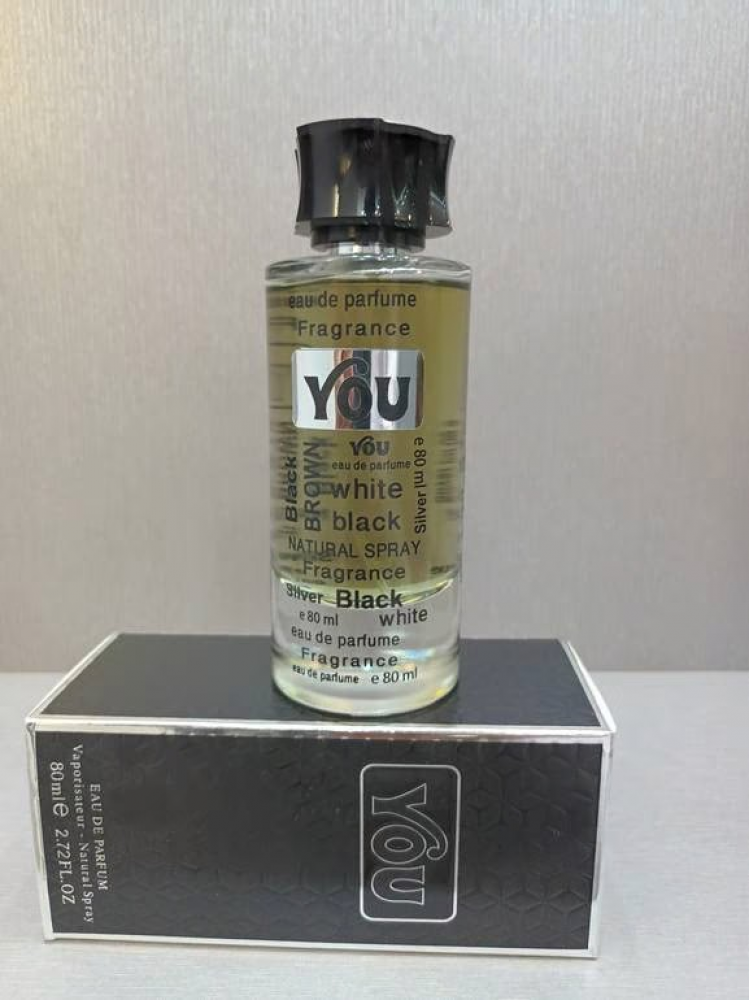 eau de parfume
Fragrance
YOU
YOU
eau de parfume
Black
BROWN
white
black
Silver e 80 ml
NATURAL SPRAY
Fragrance
Silver Black
e 80 ml white
eau de parfume
Fragrance
eau de parfume e 80 ml
YOU
EAU DE PARFUM
Vaporisateur - Natural Spray
80ml e 2.72FL.OZ